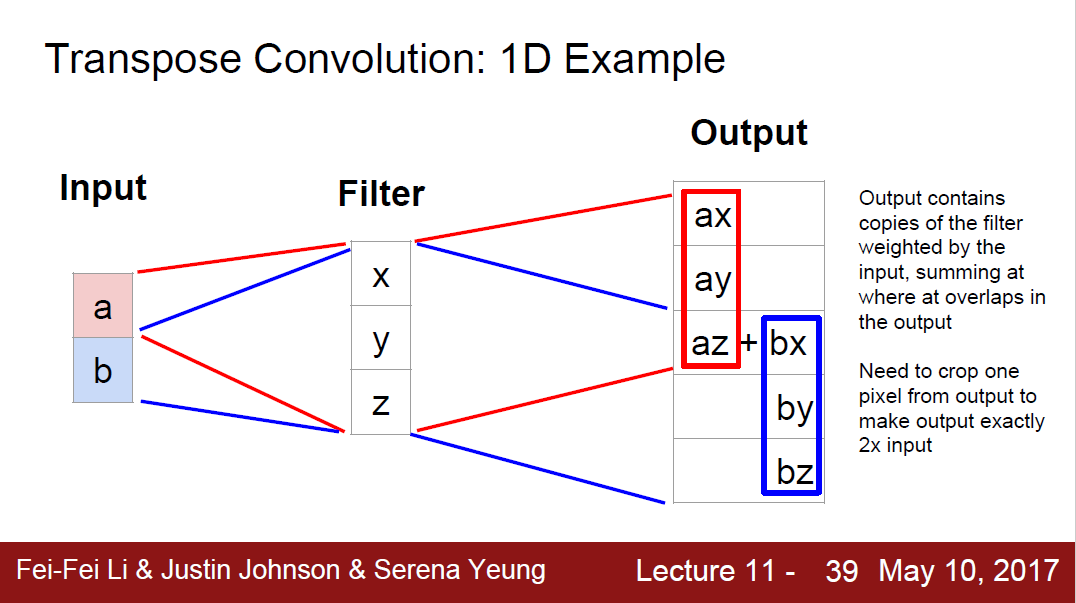 Transpose Convolution: 1D Example
Input
Filter
Output
a
b
x
y
z
ax
ay
az + bx
by
bz
Output contains
copies of the filter
weighted by the
input, summing at
where at overlaps in
the output
Need to crop one
pixel from output to
make output exactly
2x input
Fei-Fei Li & Justin Johnson & Serena Yeung
Lecture 11 - 39 May 10, 2017